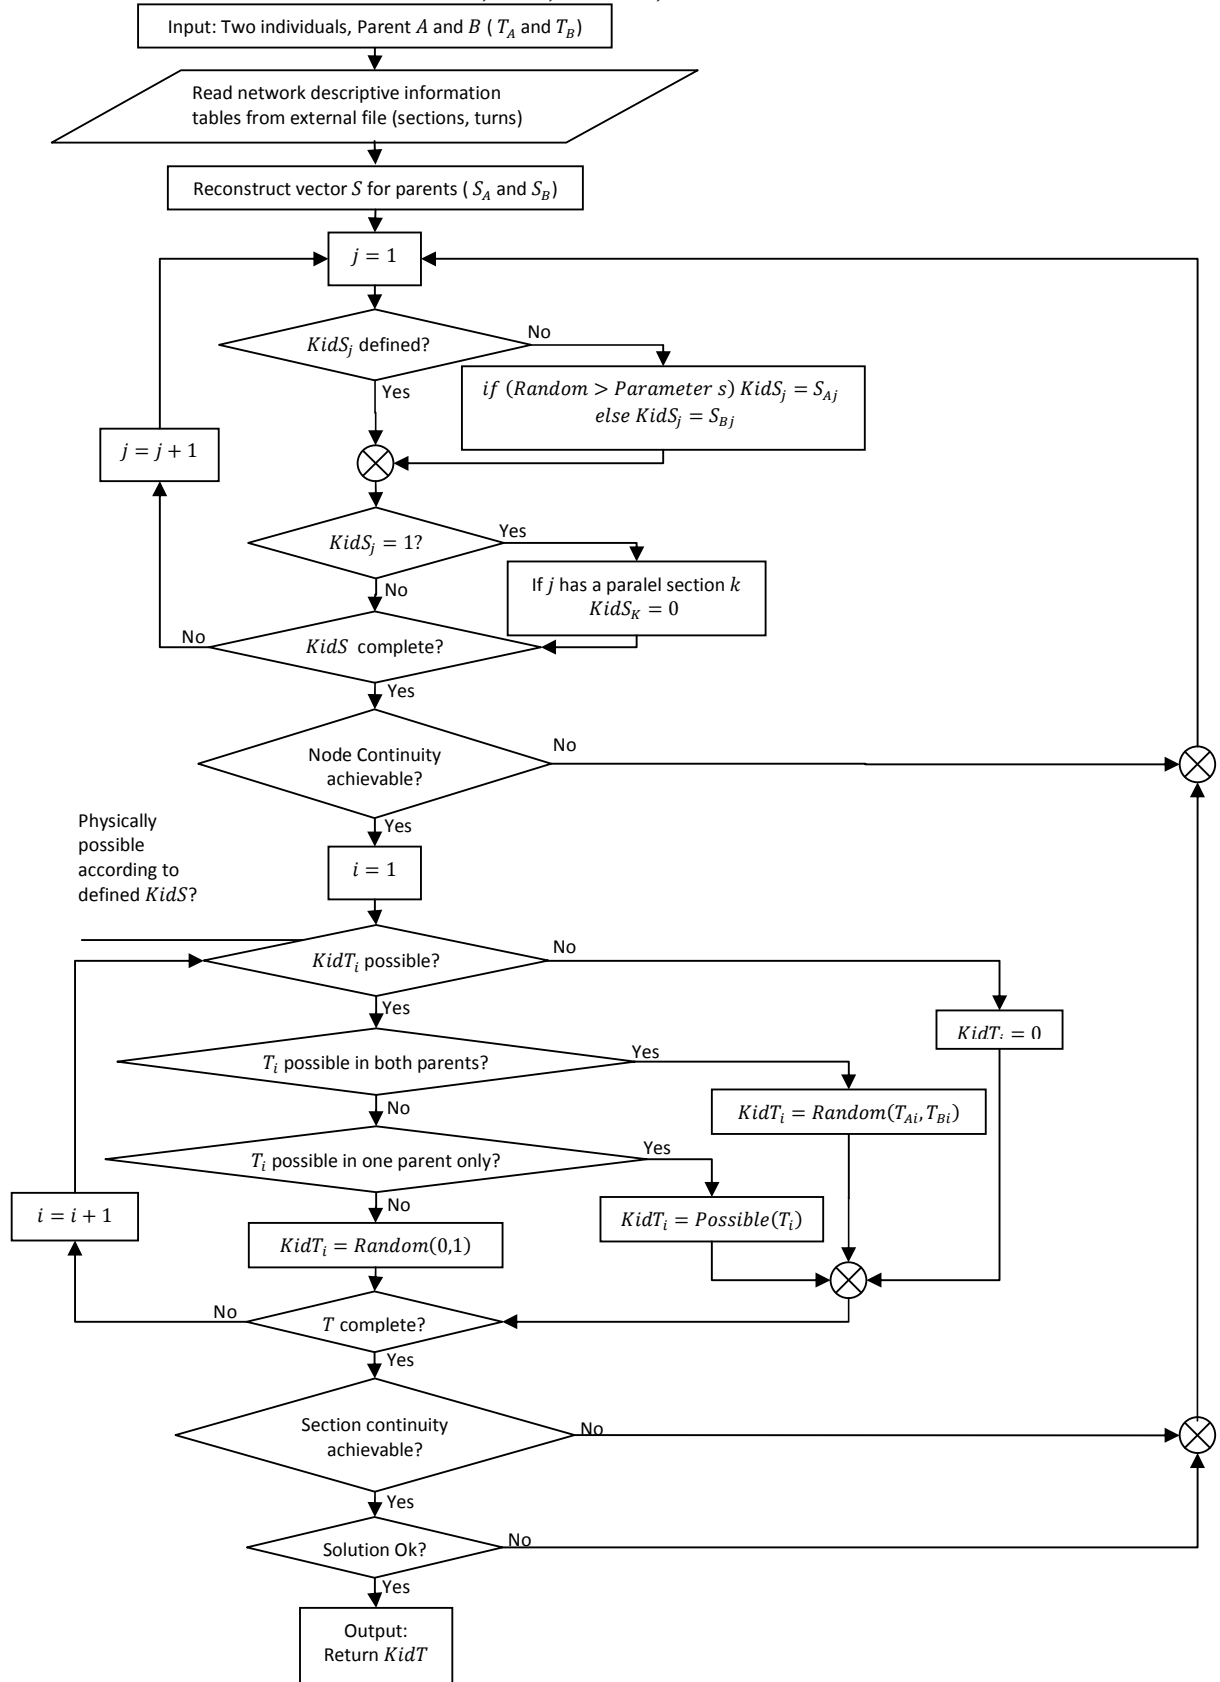 Input: Two individuals, Parent A and B ( T_A and T_B)
Read network descriptive information
tables from external file (sections, turns)
Reconstruct vector S for parents ( S_A and S_B)
j = 1
KidS_j defined?
No
Yes
if (Random > Parameter s) KidS_j = S_Aj
else KidS_j = S_Bj
j = j + 1
KidS_j = 1?
Yes
No
If j has a paralel section k
KidS_K = 0
KidS complete?
No
Yes
Node Continuity
achievable?
No
Yes
Physically
possible
according to
defined KidS?
i = 1
KidT_i possible?
No
Yes
KidT_i = 0
T_i possible in both parents?
Yes
No
KidT_i = Random(T_Ai, T_Bi)
T_i possible in one parent only?
Yes
No
KidT_i = Possible(T_i)
i = i + 1
KidT_i = Random(0,1)
T complete?
No
Yes
Section continuity
achievable?
No
Yes
Solution Ok?
No
Yes
Output:
Return KidT